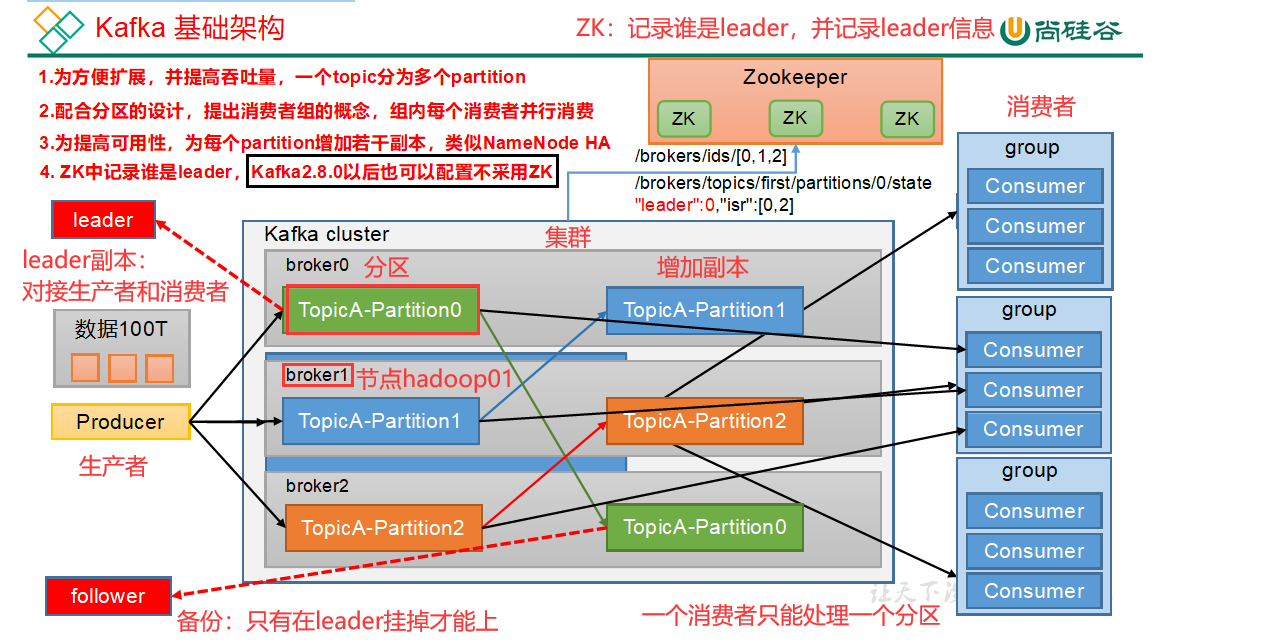 Kafka 基础架构
ZK：记录谁是leader，并记录leader信息
尚硅谷
1.为方便扩展，并提高吞吐量，一个topic分为多个partition
2.配合分区的设计，提出消费者组的概念，组内每个消费者并行消费
3.为提高可用性，为每个partition增加若干副本，类似NameNode HA
4. ZK中记录谁是leader，Kafka2.8.0以后也可以配置不采用ZK
Zookeeper
ZK
ZK
ZK
/brokers/ids/[0,1,2]
/brokers/topics/first/partitions/0/state
"leader":0,"isr":[0,2]
消费者
leader
leader副本：
对接生产者和消费者
数据100T
Producer
生产者
Kafka cluster
集群
broker0
分区
增加副本
TopicA-Partition0
TopicA-Partition1
broker1
节点hadoop01
TopicA-Partition1
TopicA-Partition2
broker2
TopicA-Partition2
TopicA-Partition0
follower
备份：只有在leader挂掉才能上
一个消费者只能处理一个分区
group
Consumer
Consumer
Consumer
group
Consumer
Consumer
Consumer
group
Consumer
Consumer
Consumer
让天下